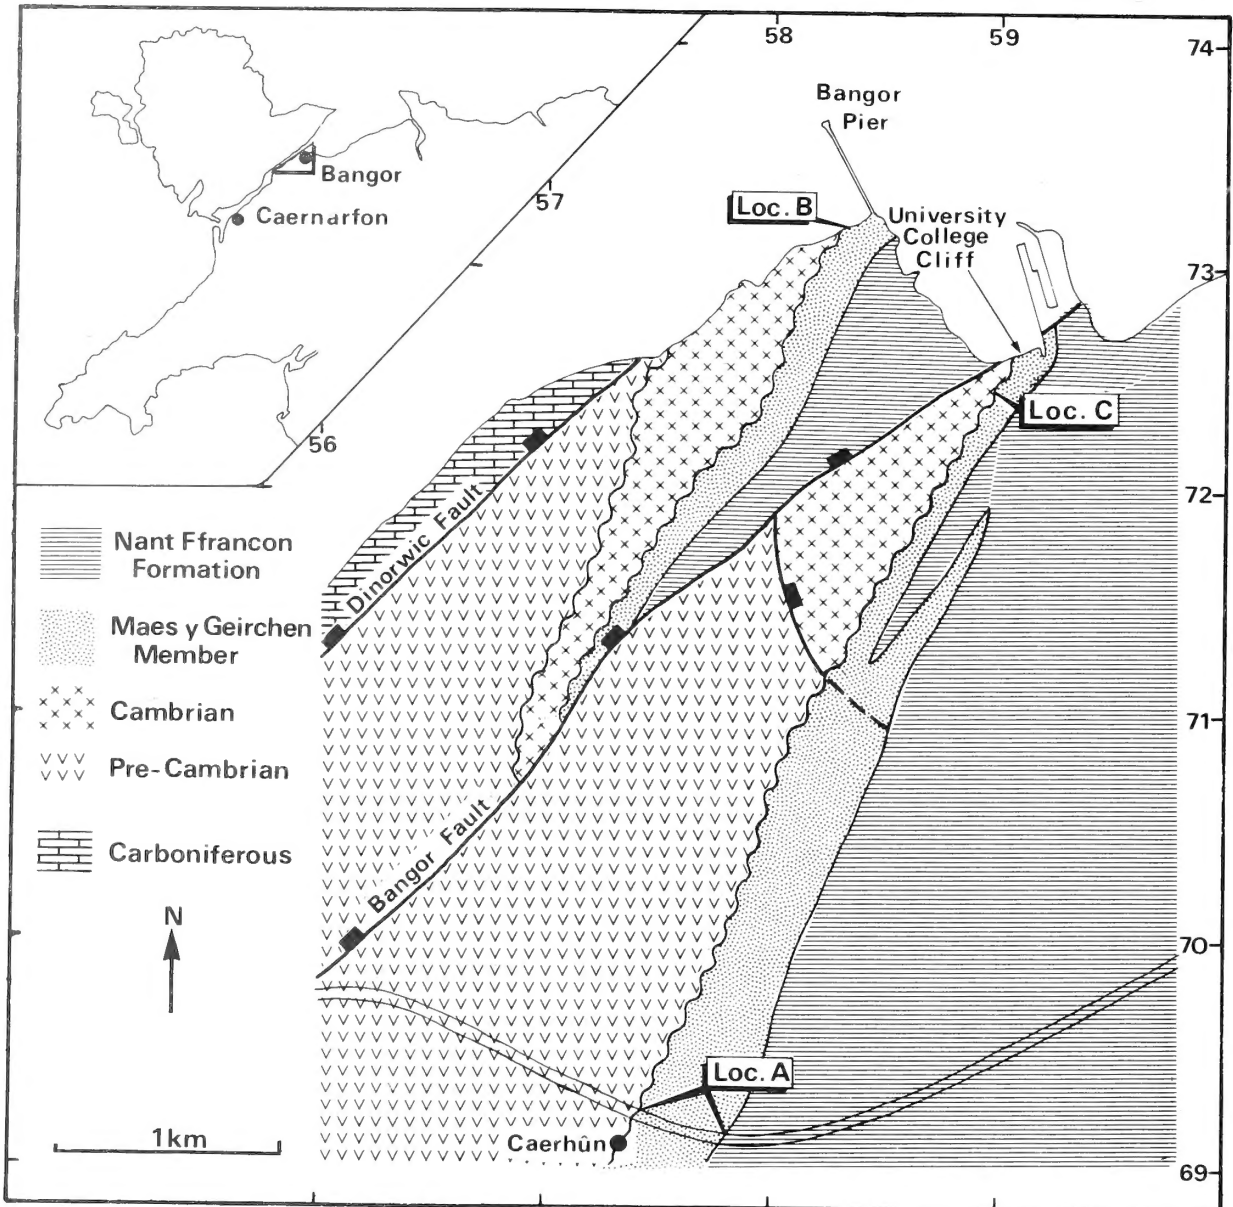 58
59
74
Bangor
Pier
Bangor
Caernarfon
57
Loc. B
University
College
Cliff
73
56
Loc. C
72
Dinorwic Fault
Nant Ffrancon
Formation
Maes y Geirchen
Member
Cambrian
71
Pre-Cambrian
Bangor Fault
Carboniferous
N
70
Loc. A
1km
Caerhûn
69